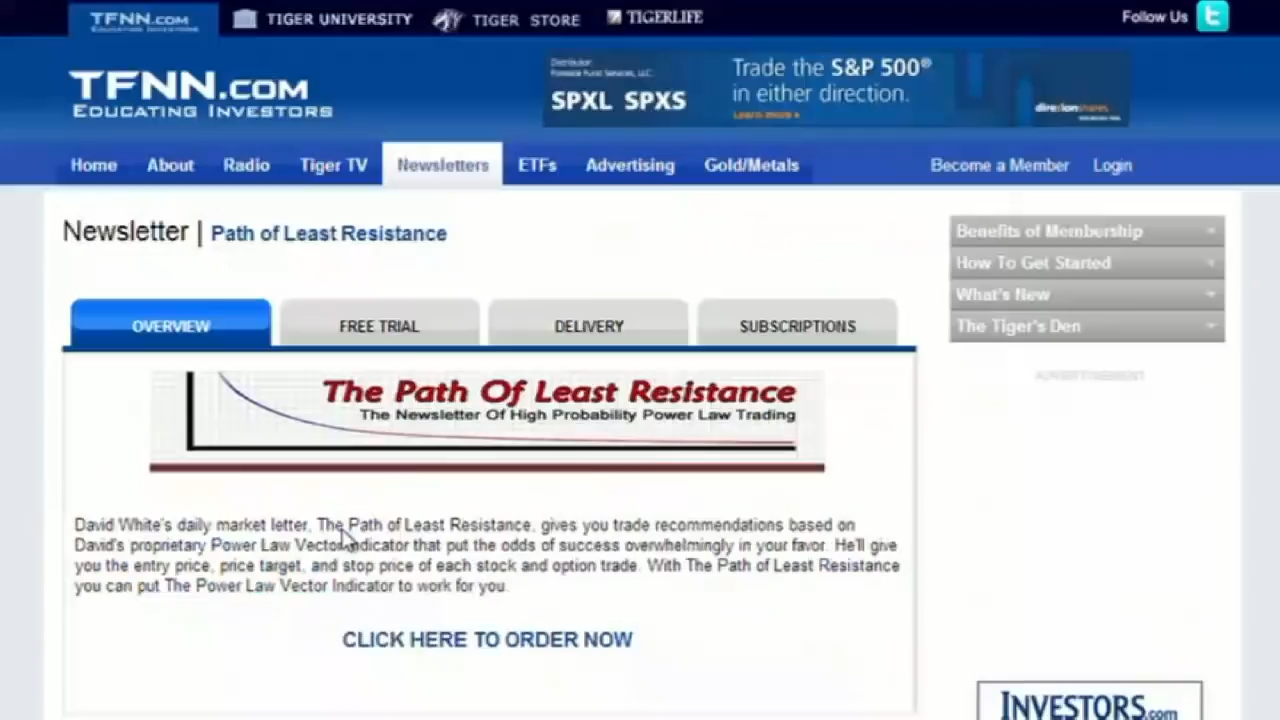 TFNN.COM
EDUCATING INVESTORS
TIGER UNIVERSITY
TIGER STORE
TIGERLIFE
Follow Us
TFNN.COM
EDUCATING INVESTORS
Distributor:
SPXL SPXS
Trade the S&P 500®
in either direction.
Learn more
direxionshares
Home
About
Radio
Tiger TV
Newsletters
ETFs
Advertising
Gold/Metals
Become a Member
Login
Newsletter | Path of Least Resistance
OVERVIEW
FREE TRIAL
DELIVERY
SUBSCRIPTIONS
Benefits of Membership
How To Get Started
What's New
The Tiger's Den
ADVERTISEMENT
The Path Of Least Resistance
The Newsletter Of High Probability Power Law Trading
David White's daily market letter, The Path of Least Resistance, gives you trade recommendations based on
David's proprietary Power Law Vector Indicator that put the odds of success overwhelmingly in your favor. He'll give
you the entry price, price target, and stop price of each stock and option trade. With The Path of Least Resistance
you can put The Power Law Vector Indicator to work for you.
CLICK HERE TO ORDER NOW
INVESTORS.com